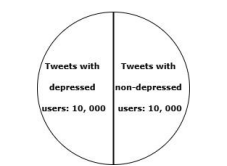 Tweets with
depressed
users: 10, 000
Tweets with
non-depressed
users: 10, 000